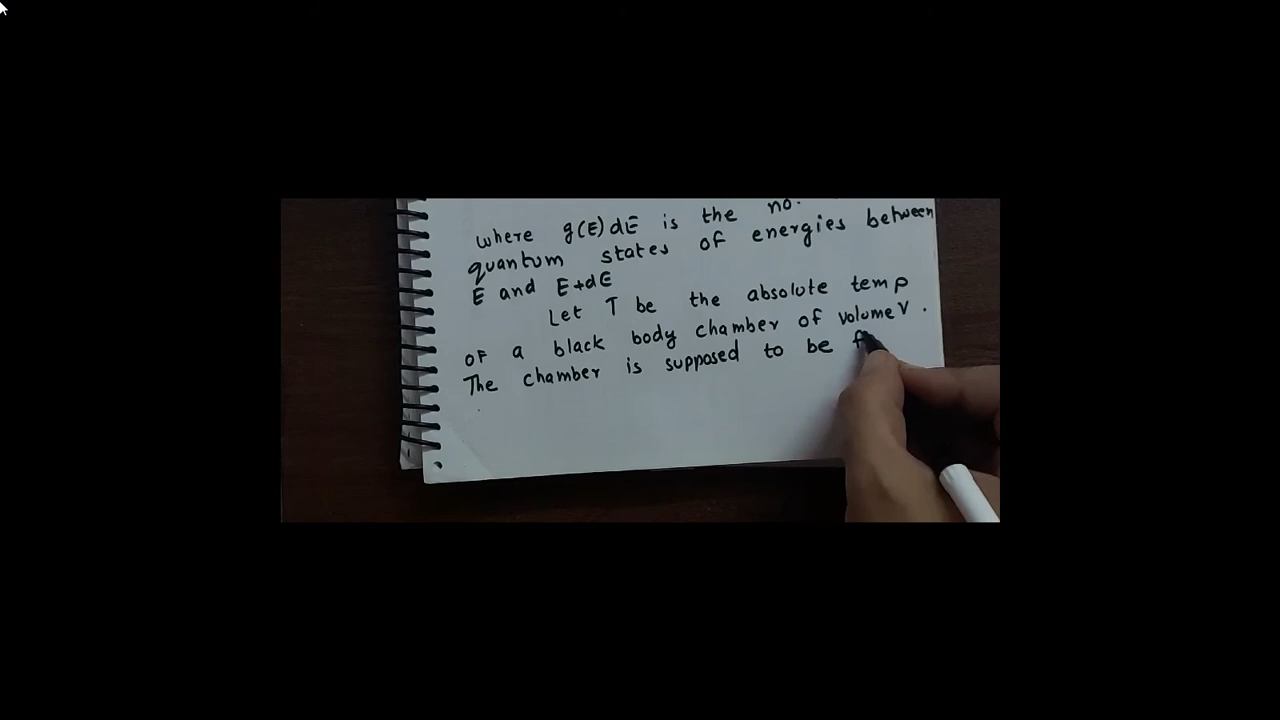 where g(E)dE is the no.
quantum states of energies between
E and E+dE
Let T be the absolute temp
of a black body chamber of volume V.
The chamber is supposed to be f